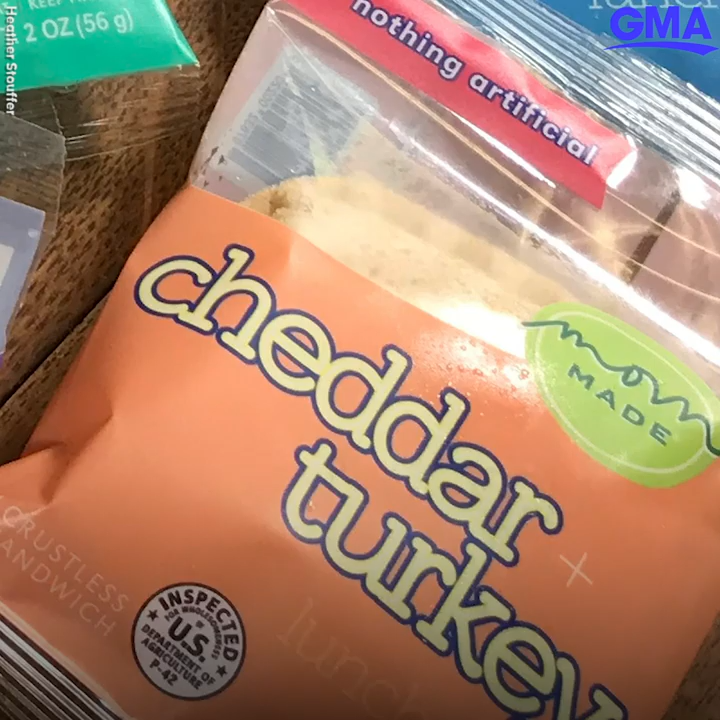 GMA
Heather Stouffer
2 OZ (56 g)
nothing artificial
cheddar
+
turkey
mom
MADE
CRUSTLESS
SANDWICH
INSPECTED
FOR WHOLESOMENESS
BY
U.S.
DEPARTMENT OF
AGRICULTURE
P-42